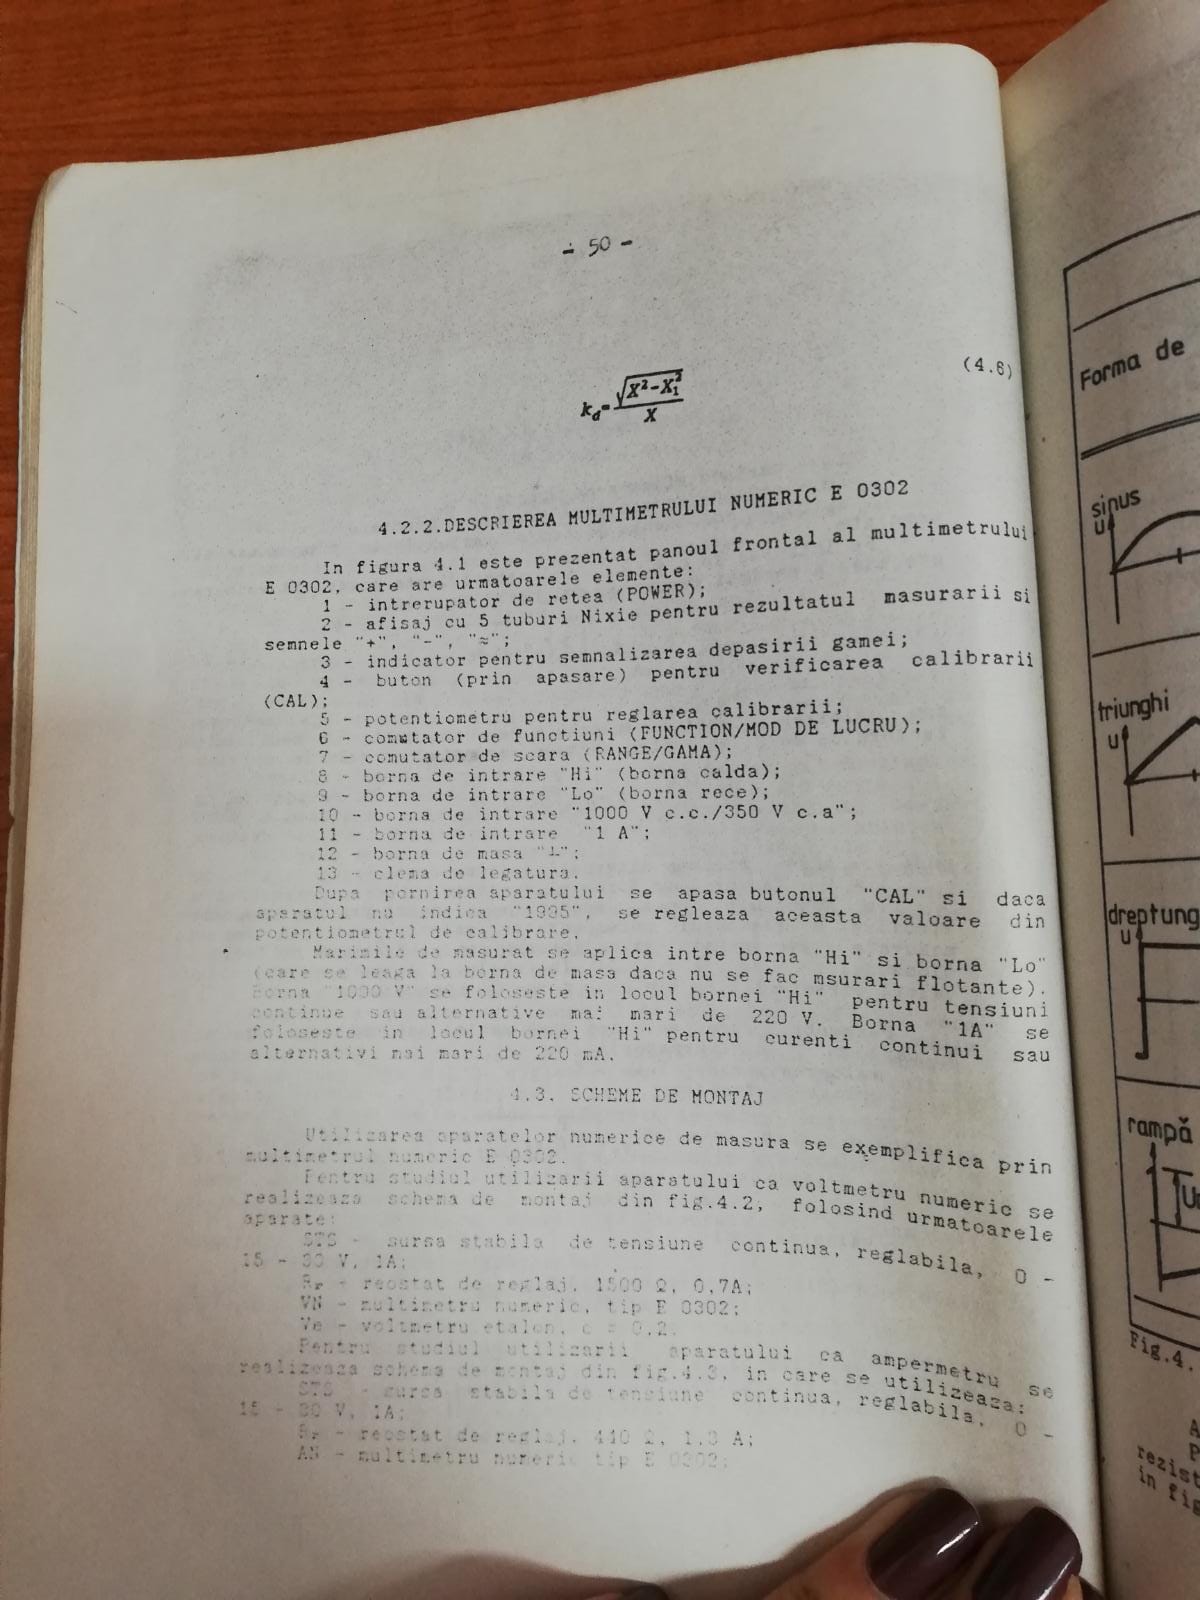 - 50 -
k_d = √(X² - X₁²) / X
(4.6)
4.2.2.DESCRIEREA MULTIMETRULUI NUMERIC E 0302
In figura 4.1 este prezentat panoul frontal al multimetrului
E 0302, care are urmatoarele elemente:
1 - intrerupator de retea (POWER);
2 - afisaj cu 5 tuburi Nixie pentru rezultatul masurarii si
semnele "+", "-", "≈";
3 - indicator pentru semnalizarea depasirii gamei;
4 - buton (prin apasare) pentru verificarea calibrarii
(CAL);
5 - potentiometru pentru reglarea calibrarii;
6 - comutator de functiuni (FUNCTION/MOD DE LUCRU);
7 - comutator de scara (RANGE/GAMA);
8 - borna de intrare "Hi" (borna calda);
9 - borna de intrare "Lo" (borna rece);
10 - borna de intrare "1000 V c.c./350 V c.a";
11 - borna de intrare "1 A";
12 - borna de masa "⊥";
13 - clema de legatura.
Dupa pornirea aparatului se apasa butonul "CAL" si daca
aparatul nu indica "1995", se regleaza aceasta valoare din
potentiometrul de calibrare.
Marimile de masurat se aplica intre borna "Hi" si borna "Lo"
(care se leaga la borna de masa daca nu se fac msurari flotante).
Borna "1000 V" se foloseste in locul bornei "Hi" pentru tensiuni
continue sau alternative mai mari de 220 V. Borna "1A" se
foloseste in locul bornei "Hi" pentru curenti continui sau
alternativi mai mari de 220 mA.
4.3. SCHEME DE MONTAJ
Utilizarea aparatelor numerice de masura se exemplifica prin
multimetrul numeric E 0302.
Pentru studiul utilizarii aparatului ca voltmetru numeric se
realizeaza schema de montaj din fig.4.2, folosind urmatoarele
aparate:
STS - sursa stabila de tensiune continua, reglabila, 0 -
15 - 30 V, 1A;
- reostat de reglaj, 1500 Ω, 0,7A;
VN - multimetru numeric, tip E 0302;
Ve - voltmetru etalon, c = 0,2.
Pentru studiul utilizarii aparatului ca ampermetru se
realizeaza schema de montaj din fig.4.3, in care se utilizeaza:
STS - sursa stabila de tensiune continua, reglabila, 0 -
15 - 30 V, 1A;
- reostat de reglaj, 440 Ω, A;
AN - multimetru numeric tip E 0302;
Forma de
sinus
u
triunghi
u
dreptung
u
rampă
Fig.4.
A
P
rezist
in fig